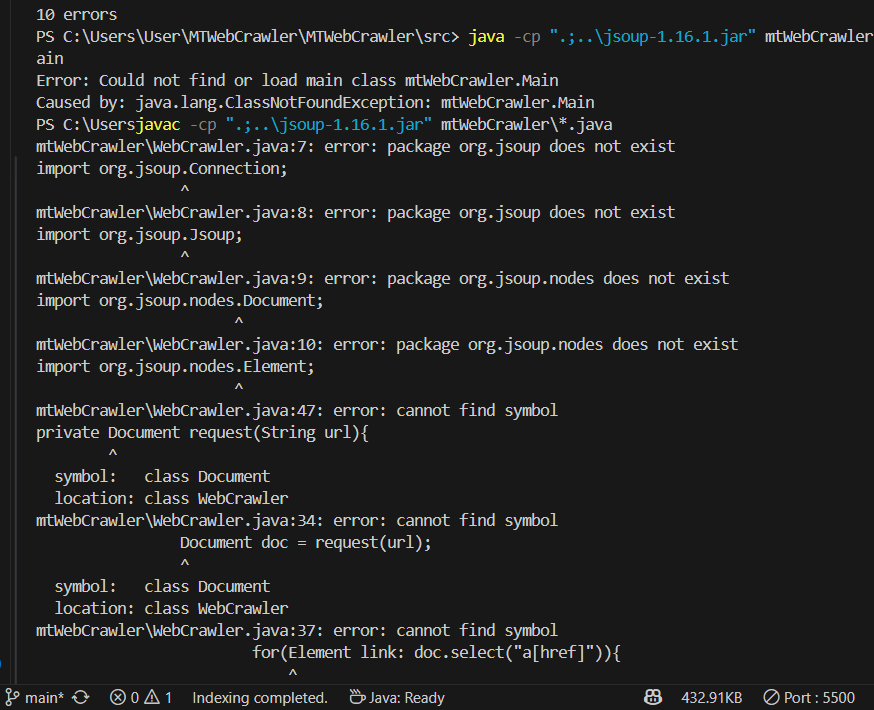 10 errors
PS C:\Users\User\MTWebCrawler\MTWebCrawler\src> java -cp ".;..\jsoup-1.16.1.jar" mtWebCrawler
ain
Error: Could not find or load main class mtWebCrawler.Main
Caused by: java.lang.ClassNotFoundException: mtWebCrawler.Main
PS C:\Usersjavac -cp ".;..\jsoup-1.16.1.jar" mtWebCrawler\*.java
mtWebCrawler\WebCrawler.java:7: error: package org.jsoup does not exist
import org.jsoup.Connection;
^
mtWebCrawler\WebCrawler.java:8: error: package org.jsoup does not exist
import org.jsoup.Jsoup;
^
mtWebCrawler\WebCrawler.java:9: error: package org.jsoup.nodes does not exist
import org.jsoup.nodes.Document;
^
mtWebCrawler\WebCrawler.java:10: error: package org.jsoup.nodes does not exist
import org.jsoup.nodes.Element;
^
mtWebCrawler\WebCrawler.java:47: error: cannot find symbol
private Document request(String url){
^
symbol:   class Document
location: class WebCrawler
mtWebCrawler\WebCrawler.java:34: error: cannot find symbol
Document doc = request(url);
^
symbol:   class Document
location: class WebCrawler
mtWebCrawler\WebCrawler.java:37: error: cannot find symbol
for(Element link: doc.select("a[href]")){
^
main* 0 1 Indexing completed. Java: Ready 432.91KB Port : 5500